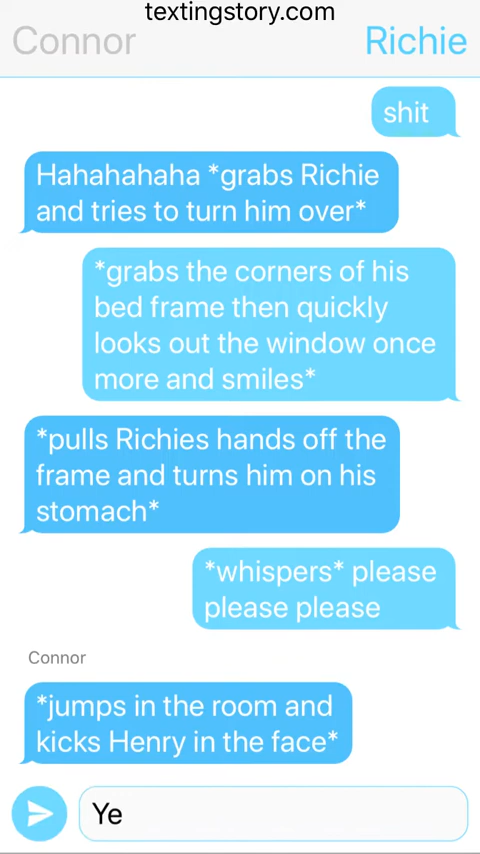 textingstory.com
Connor
Richie
shit
Hahahahaha *grabs Richie
and tries to turn him over*
*grabs the corners of his
bed frame then quickly
looks out the window once
more and smiles*
*pulls Richies hands off the
frame and turns him on his
stomach*
*whispers* please
please please
Connor
*jumps in the room and
kicks Henry in the face*
Ye